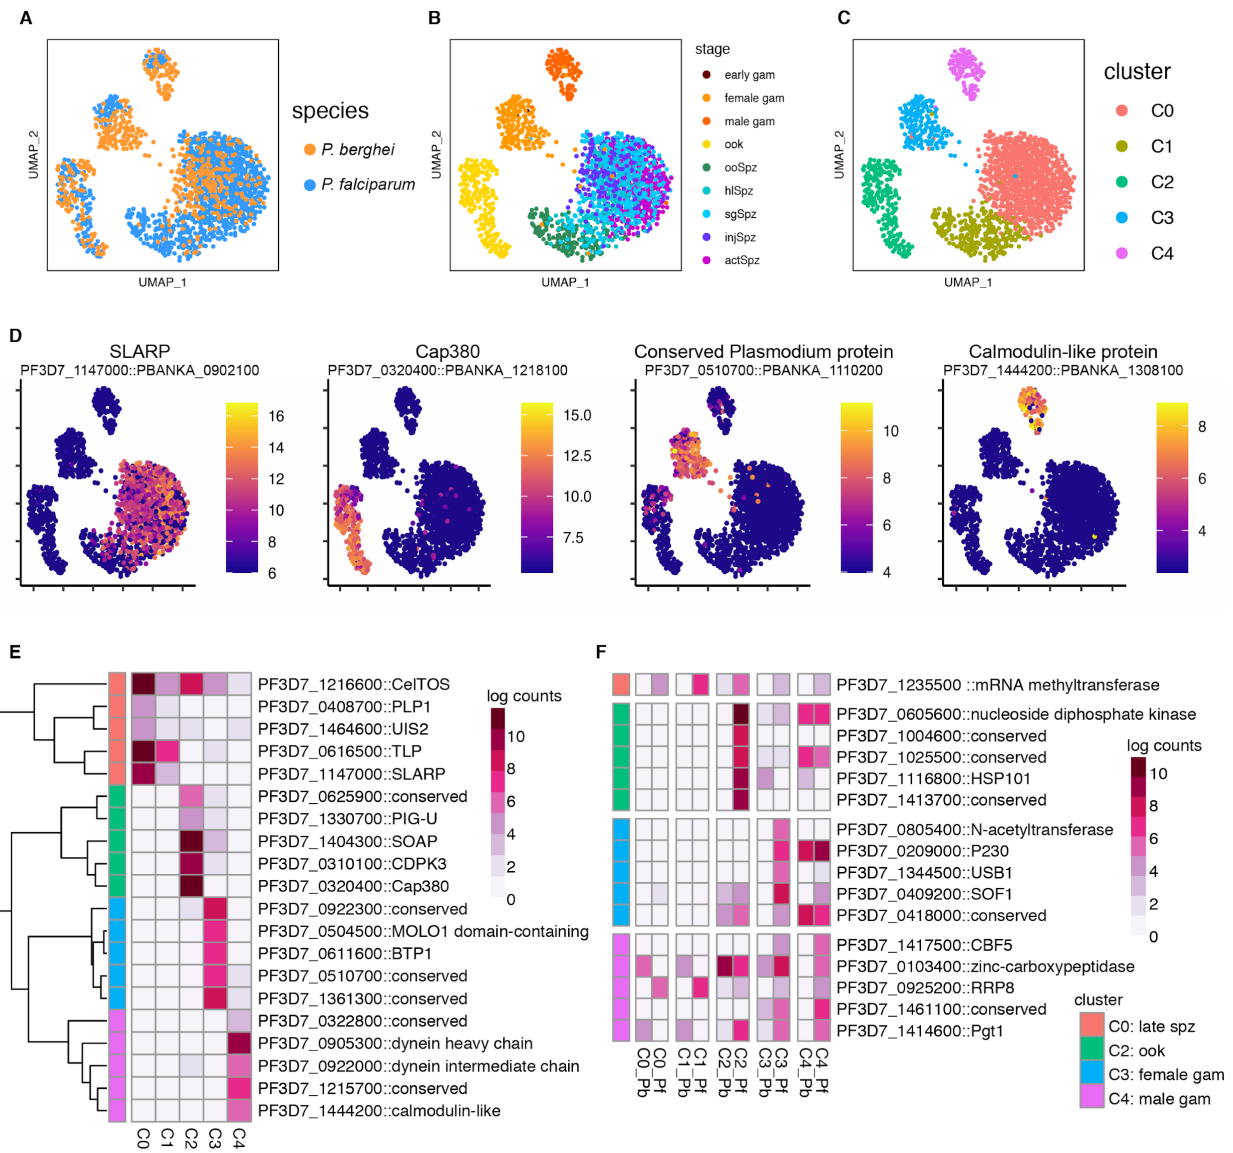 A
B
C
UMAP_2
UMAP_1
species
P. berghei
P. falciparum
UMAP_2
UMAP_1
stage
early gam
female gam
male gam
ook
ooSpz
hlSpz
sgSpz
injSpz
actSpz
UMAP_2
UMAP_1
cluster
C0
C1
C2
C3
C4
D
SLARP
PF3D7_1147000::PBANKA_0902100
16
14
12
10
8
6
Cap380
PF3D7_0320400::PBANKA_1218100
15.0
12.5
10.0
7.5
Conserved Plasmodium protein
PF3D7_0510700::PBANKA_1110200
10
8
6
4
Calmodulin-like protein
PF3D7_1444200::PBANKA_1308100
8
6
4
E
PF3D7_1216600::CelTOS
PF3D7_0408700::PLP1
PF3D7_1464600::UIS2
PF3D7_0616500::TLP
PF3D7_1147000::SLARP
PF3D7_0625900::conserved
PF3D7_1330700::PIG-U
PF3D7_1404300::SOAP
PF3D7_0310100::CDPK3
PF3D7_0320400::Cap380
PF3D7_0922300::conserved
PF3D7_0504500::MOLO1 domain-containing
PF3D7_0611600::BTP1
PF3D7_0510700::conserved
PF3D7_1361300::conserved
PF3D7_0322800::conserved
PF3D7_0905300::dynein heavy chain
PF3D7_0922000::dynein intermediate chain
PF3D7_1215700::conserved
PF3D7_1444200::calmodulin-like
C0
C1
C2
C3
C4
log counts
10
8
6
4
2
0
F
PF3D7_1235500 ::mRNA methyltransferase
PF3D7_0605600::nucleoside diphosphate kinase
PF3D7_1004600::conserved
PF3D7_1025500::conserved
PF3D7_1116800::HSP101
PF3D7_1413700::conserved
PF3D7_0805400::N-acetyltransferase
PF3D7_0209000::P230
PF3D7_1344500::USB1
PF3D7_0409200::SOF1
PF3D7_0418000::conserved
PF3D7_1417500::CBF5
PF3D7_0103400::zinc-carboxypeptidase
PF3D7_0925200::RRP8
PF3D7_1461100::conserved
PF3D7_1414600::Pgt1
C0_Pb
C0_Pf
C1_Pb
C1_Pf
C2_Pb
C2_Pf
C3_Pb
C3_Pf
C4_Pb
C4_Pf
log counts
10
8
6
4
2
0
cluster
C0: late spz
C2: ook
C3: female gam
C4: male gam